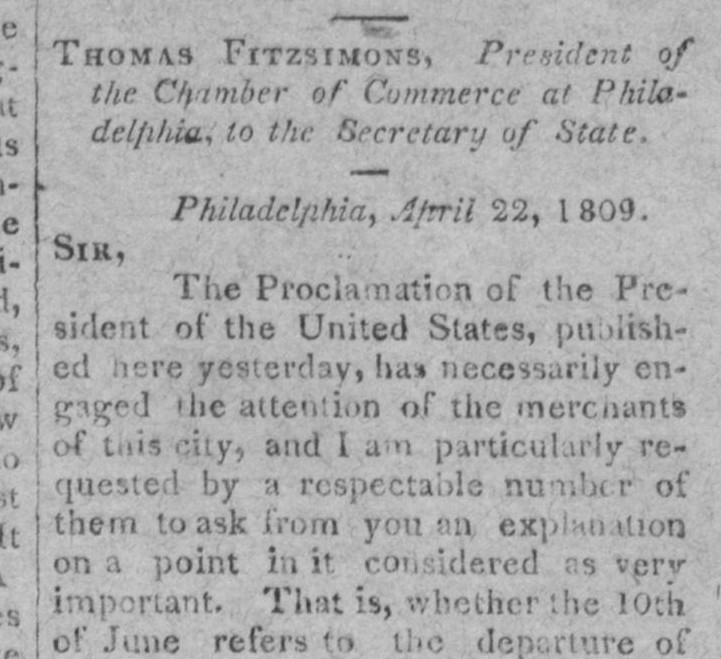 THOMAS FITZSIMONS, President of
the Chamber of Commerce at Phila-
delphia, to the Secretary of State.
Philadelphia, April 22, 1809.
SIR,
The Proclamation of the Pre-
sident of the United States, publish-
ed here yesterday, has necessarily en-
gaged the attention of the merchants
of this city, and I am particularly re-
quested by a respectable number of
them to ask from you an explanation
on a point in it considered as very
important. That is, whether the 10th
of June refers to the departure of